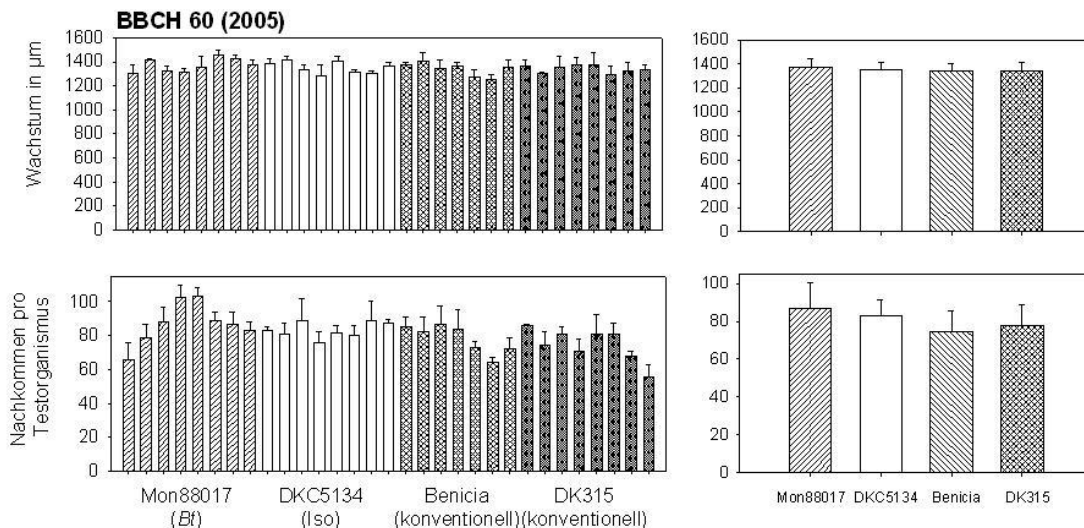 BBCH 60 (2005)
Wachstum in µm
1600
1400
1200
1000
800
600
400
200
0
1600
1400
1200
1000
800
600
400
200
0
Nachkommen pro
Testorganismus
100
80
60
40
20
0
Mon88017
(Bt)
DKC5134
(Iso)
Benicia
(konventionell)
DK315
(konventionell)
100
80
60
40
20
0
Mon88017
DKC5134
Benicia
DK315